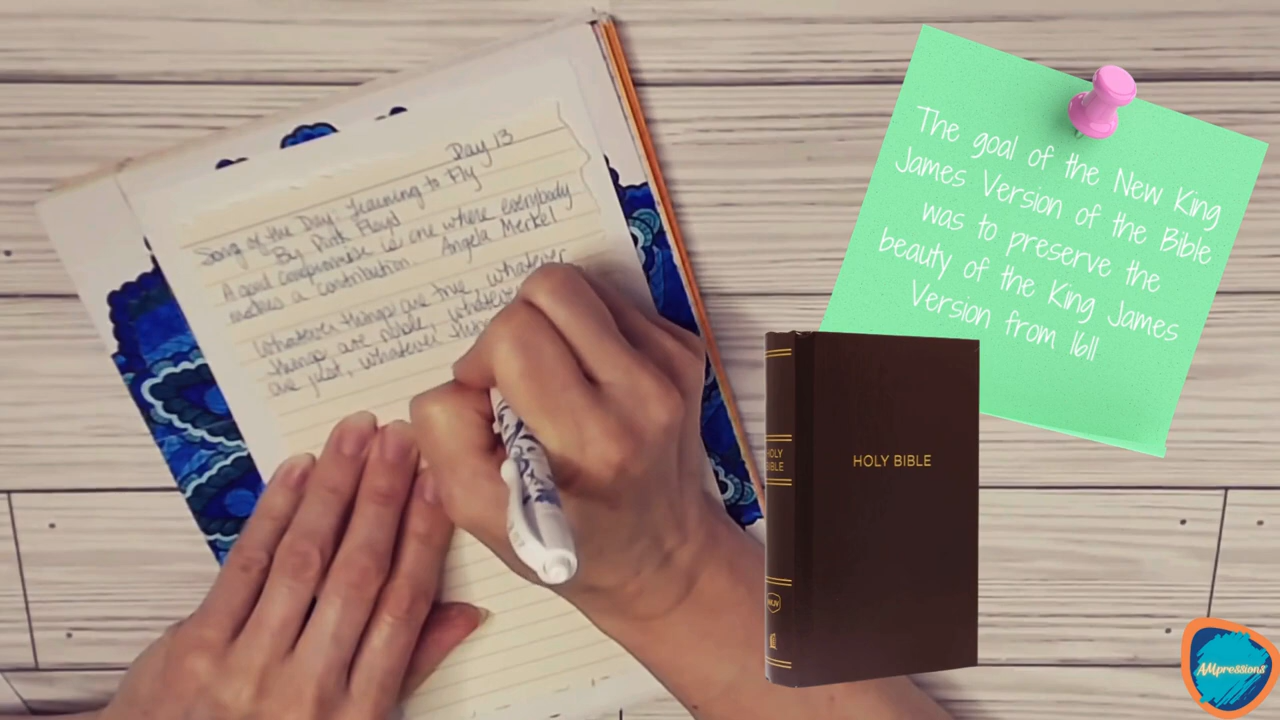 Day 13
Song of the Day: Learning to Fly
By Pink Floyd
A good compromise is one where everybody
makes a contribution. Angela Merkel
Whatever things are true, whatever
things are noble, whatever
are just, whatever things
The goal of the New King
James Version of the Bible
was to preserve the
beauty of the King James
Version from 1611
HOLY
BIBLE
HOLY BIBLE
NKJV
AMpressions